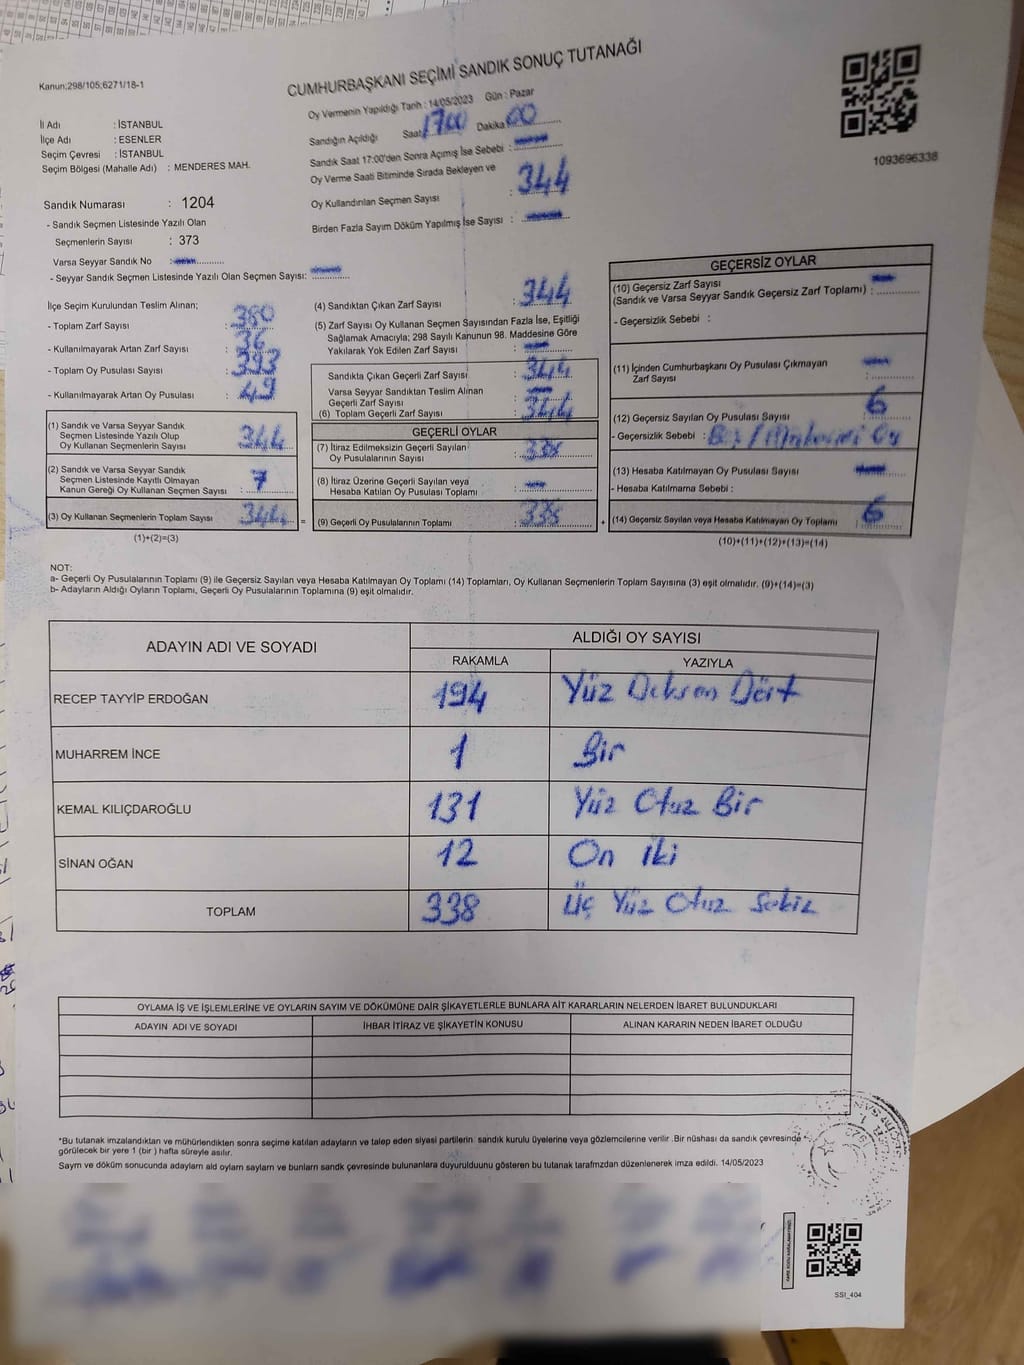 CUMHURBAŞKANI SEÇİMİ SANDIK SONUÇ TUTANAĞI
Kanun;298/105;6271/18-1
İl Adı : İSTANBUL
İlçe Adı : ESENLER
Seçim Çevresi : İSTANBUL
Seçim Bölgesi (Mahalle Adı) : MENDERES MAH.
Sandık Numarası : 1204
- Sandık Seçmen Listesinde Yazılı Olan
Seçmenlerin Sayısı : 373
Varsa Seyyar Sandık No :
- Seyyar Sandık Seçmen Listesinde Yazılı Olan Seçmen Sayısı:
Oy Vermenin Yapıldığı Tarih : 14/05/2023 Gün : Pazar
Sandığın Açıldığı Saat 1700 Dakika 00
Sandık Saat 17:00'den Sonra Açımış İse Sebebi :
Oy Verme Saati Bitiminde Sırada Bekleyen ve
Oy Kullandırılan Seçmen Sayısı : 344
Birden Fazla Sayım Döküm Yapılmış İse Sayısı :
1093696338
İlçe Seçim Kurulundan Teslim Alınan;
- Toplam Zarf Sayısı : 380
- Kullanılmayarak Artan Zarf Sayısı : 36
- Toplam Oy Pusulası Sayısı : 393
- Kullanılmayarak Artan Oy Pusulası : 49
(1) Sandık ve Varsa Seyyar Sandık
Seçmen Listesinde Yazılı Olup
Oy Kullanan Seçmenlerin Sayısı : 344
(2) Sandık ve Varsa Seyyar Sandık
Seçmen Listesinde Kayıtlı Olmayan
Kanun Gereği Oy Kullanan Seçmen Sayısı :
(3) Oy Kullanan Seçmenlerin Toplam Sayısı : 344 =
(1)+(2)=(3)
(4) Sandıktan Çıkan Zarf Sayısı : 344
(5) Zarf Sayısı Oy Kullanan Seçmen Sayısından Fazla İse, Eşitliği
Sağlamak Amacıyla; 298 Sayılı Kanunun 98. Maddesine Göre
Yakılarak Yok Edilen Zarf Sayısı :
Sandıkta Çıkan Geçerli Zarf Sayısı : 344
Varsa Seyyar Sandıktan Teslim Alınan
Geçerli Zarf Sayısı :
(6) Toplam Geçerli Zarf Sayısı : 344
GEÇERLİ OYLAR
(7) İtiraz Edilmeksizin Geçerli Sayılan
Oy Pusulalarının Sayısı : 338
(8) İtiraz Üzerine Geçerli Sayılan veya
Hesaba Katılan Oy Pusulası Toplamı :
(9) Geçerli Oy Pusulalarının Toplamı : 338 +
GEÇERSİZ OYLAR
(10) Geçersiz Zarf Sayısı
(Sandık ve Varsa Seyyar Sandık Geçersiz Zarf Toplamı) :
- Geçersizlik Sebebi :
(11) İçinden Cumhurbaşkanı Oy Pusulası Çıkmayan
Zarf Sayısı :
(12) Geçersiz Sayılan Oy Pusulası Sayısı : 6
- Geçersizlik Sebebi : Oy
(13) Hesaba Katılmayan Oy Pusulası Sayısı :
- Hesaba Katılmama Sebebi :
(14) Geçersiz Sayılan veya Hesaba Katılmayan Oy Toplamı : 6
(10)+(11)+(12)+(13)=(14)
NOT:
a- Geçerli Oy Pusulalarının Toplamı (9) ile Geçersiz Sayılan veya Hesaba Katılmayan Oy Toplamı (14) Toplamları, Oy Kullanan Seçmenlerin Toplam Sayısına (3) eşit olmalıdır. (9)+(14)=(3)
b- Adayların Aldığı Oyların Toplamı, Geçerli Oy Pusulalarının Toplamına (9) eşit olmalıdır.
ADAYIN ADI VE SOYADI ALDIĞI OY SAYISI
RAKAMLA YAZIYLA
RECEP TAYYİP ERDOĞAN 194 Yüz Doksan Dört
MUHARREM İNCE 1 Bir
KEMAL KILIÇDAROĞLU 131 Yüz Otuz Bir
SİNAN OĞAN 12 On iki
TOPLAM 338 Üç Yüz Otuz Sekiz
OYLAMA İŞ VE İŞLEMLERİNE VE OYLARIN SAYIM VE DÖKÜMÜNE DAİR ŞİKAYETLERLE BUNLARA AİT KARARLARIN NELERDEN İBARET BULUNDUKLARI
ADAYIN ADI VE SOYADI İHBAR İTİRAZ VE ŞİKAYETİN KONUSU ALINAN KARARIN NEDEN İBARET OLDUĞU
*Bu tutanak imzalandıktan ve mühürlendikten sonra seçime katılan adayların ve talep eden siyasi partilerin sandık kurulu üyelerine veya gözlemcilerine verilir .Bir nüshası da sandık çevresinde
görülecek bir yere 1 (bir ) hafta süreyle asılır.
Sayım ve döküm sonucunda adayların ald oyların sayların ve bunların sandk çevresinde bulunanlara duyurulduunu gösteren bu tutanak tarafmzdan düzenlenerek imza edildi. 14/05/2023
SSI_404